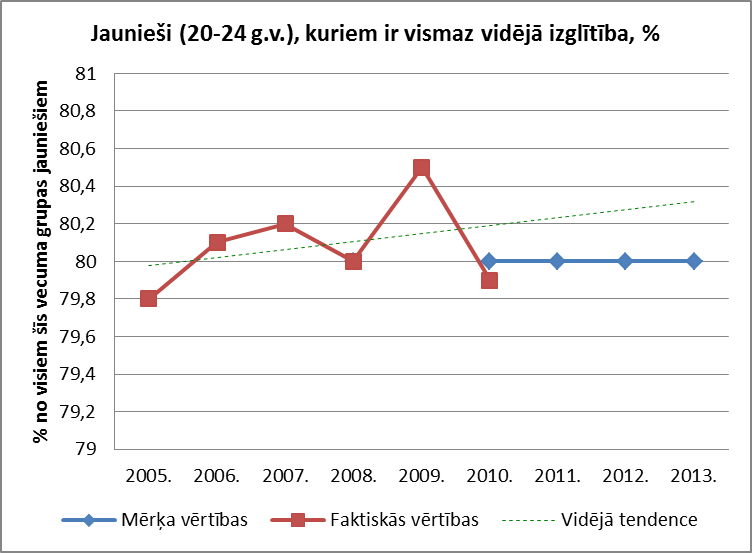 Jaunieši (20-24 g.v.), kuriem ir vismaz vidējā izglītība, %
% no visiem šīs vecuma grupas jauniešiem
81
80,8
80,6
80,4
80,2
80
79,8
79,6
79,4
79,2
79
2005. 2006. 2007. 2008. 2009. 2010. 2011. 2012. 2013.
Mērķa vērtības Faktiskās vērtības Vidējā tendence